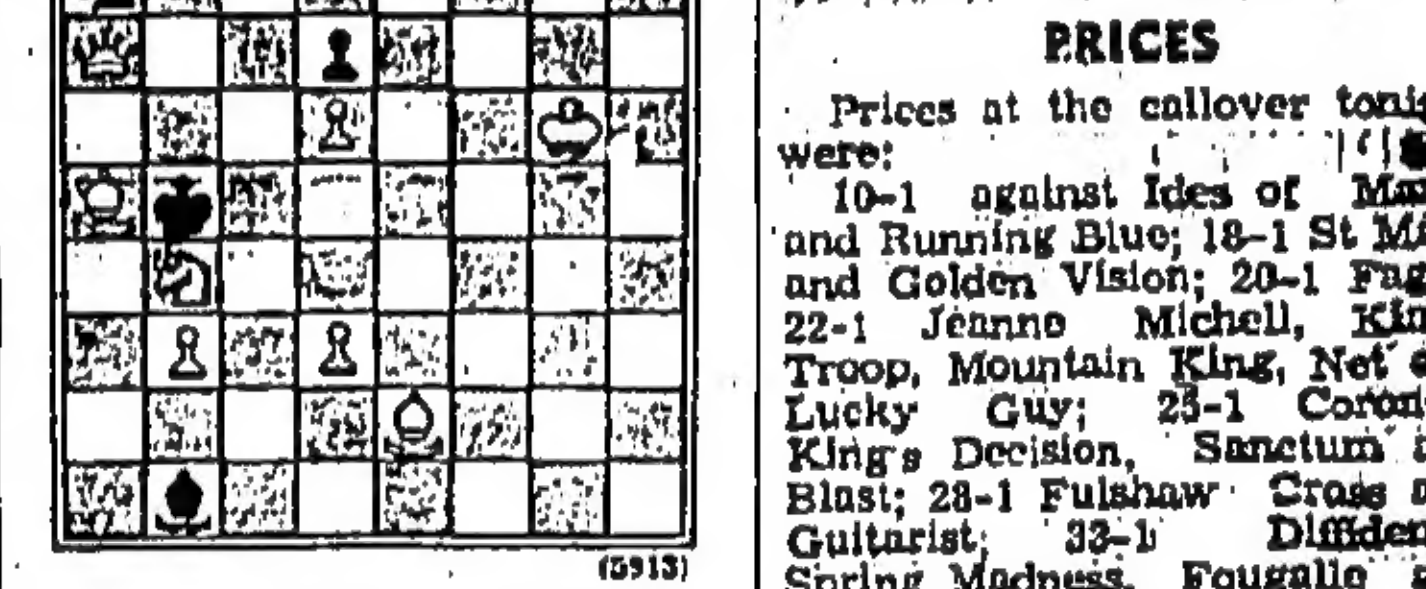 (5913)
PRICES
Prices at the callover
were:
10-1 against Ides of
and Running Blue; 18-1 St
and Golden Vision; 20-1
22-1 Jeanne Michell,
Troop, Mountain King, Net
Lucky Guy; 25-1
King's Decision, Sanctum
Blast; 28-1 Fulshaw Cross
Guitarist; 33-1
Spring Madness, Fougalle